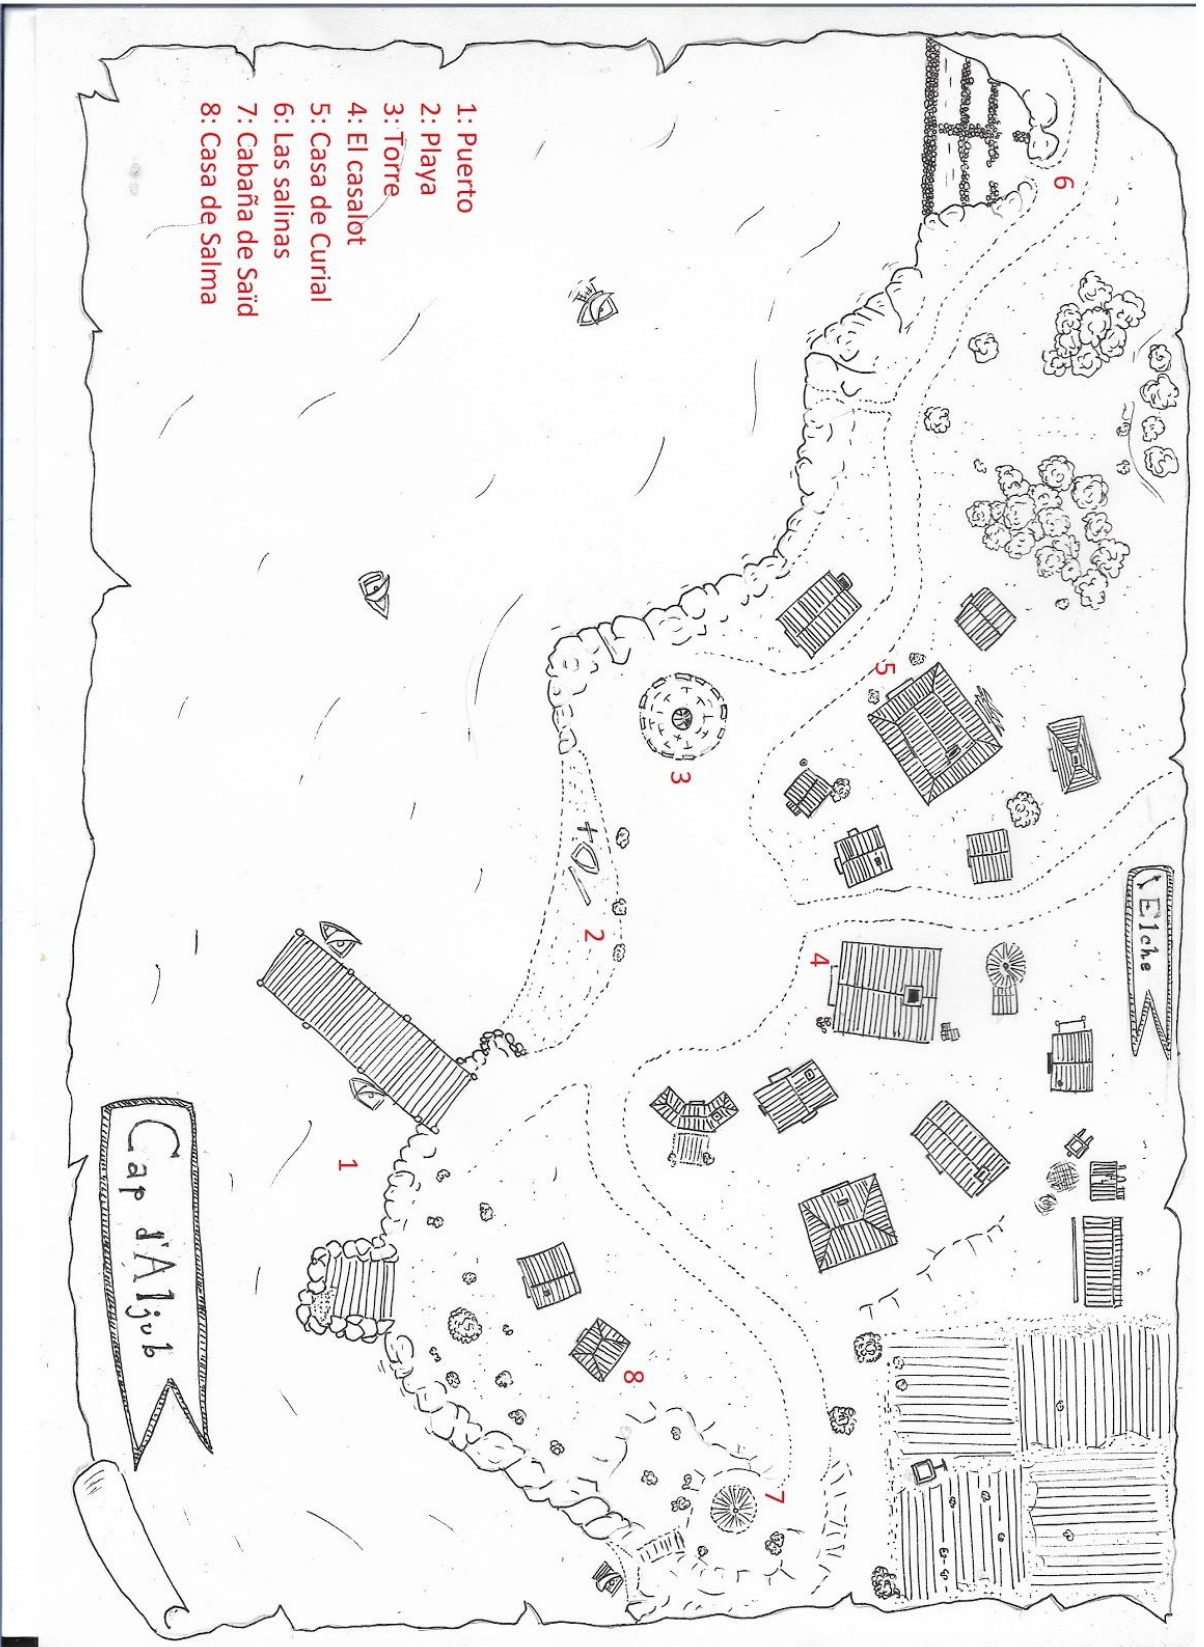 Elche
1: Puerto
2: Playa
3: Torre
4: El casalot
5: Casa de Curial
6: Las salinas
7: Cabaña de Saïd
8: Casa de Salma
6
5
3
4
2
7
8
1
Cap d'Aljub